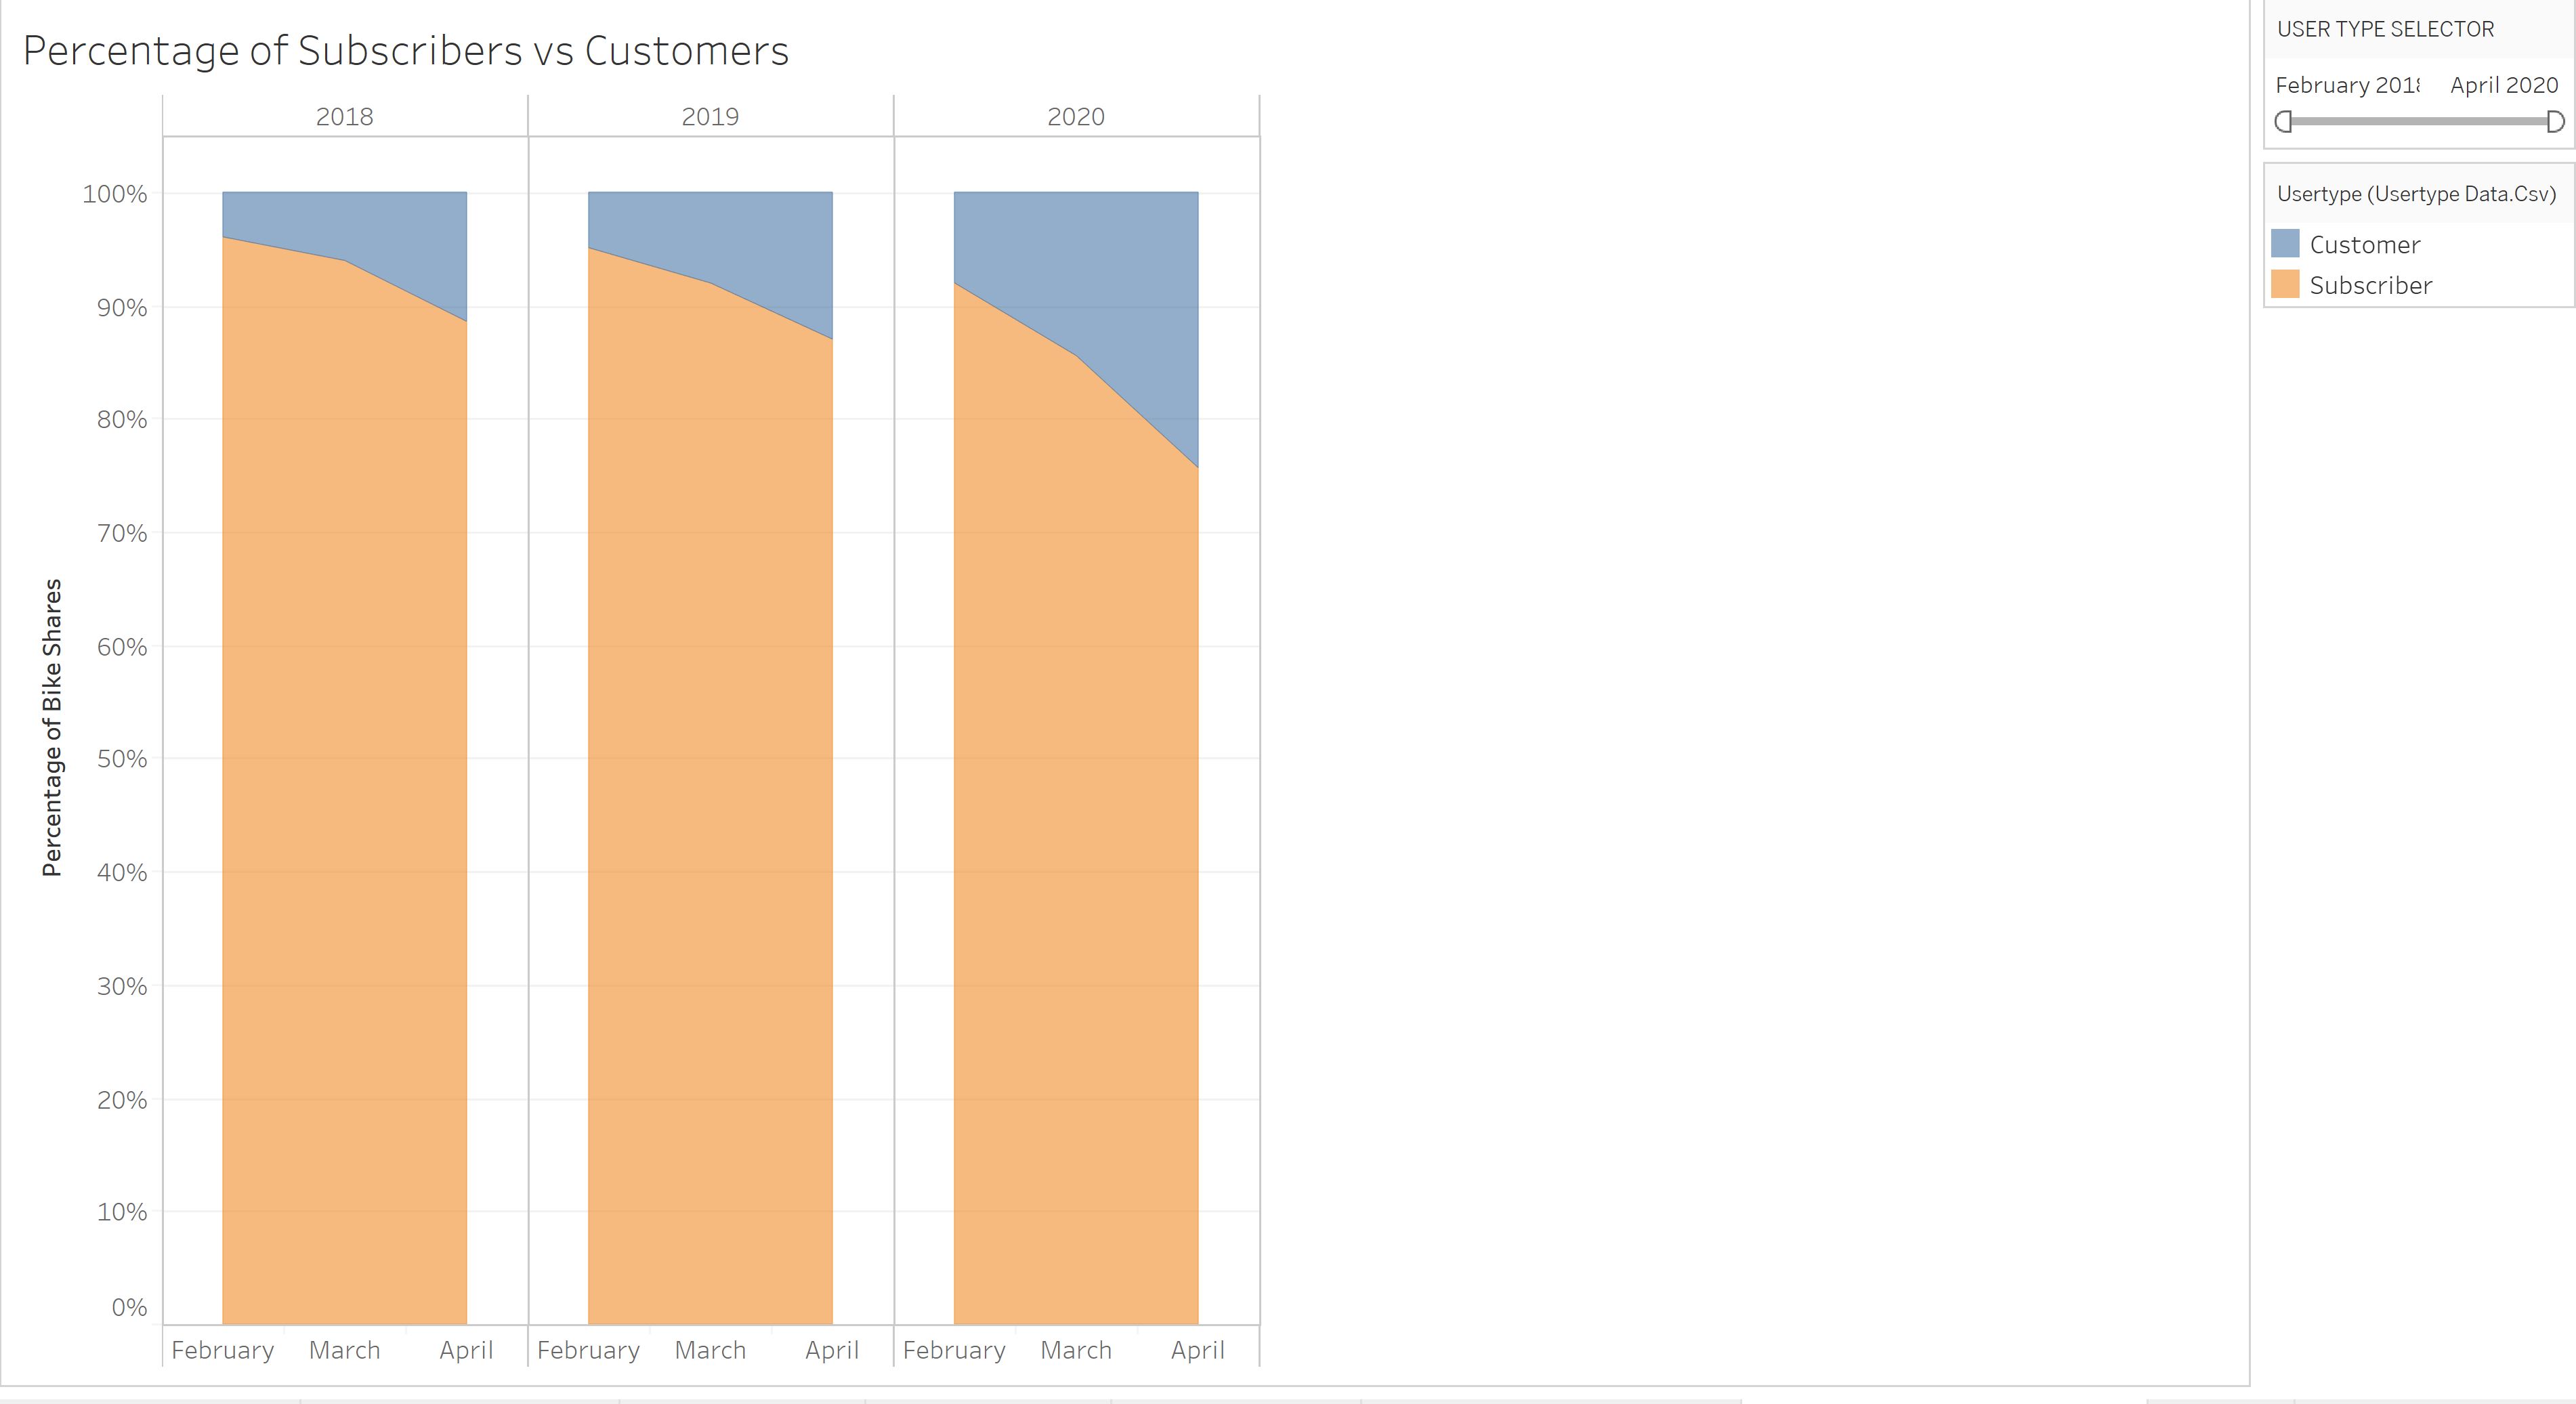 Percentage of Subscribers vs Customers
USER TYPE SELECTOR
February 2018 April 2020
Usertype (Usertype Data.Csv)
Customer
Subscriber
2018 2019 2020
100%
90%
80%
70%
60%
50%
40%
30%
20%
10%
0%
Percentage of Bike Shares
February March April February March April February March April